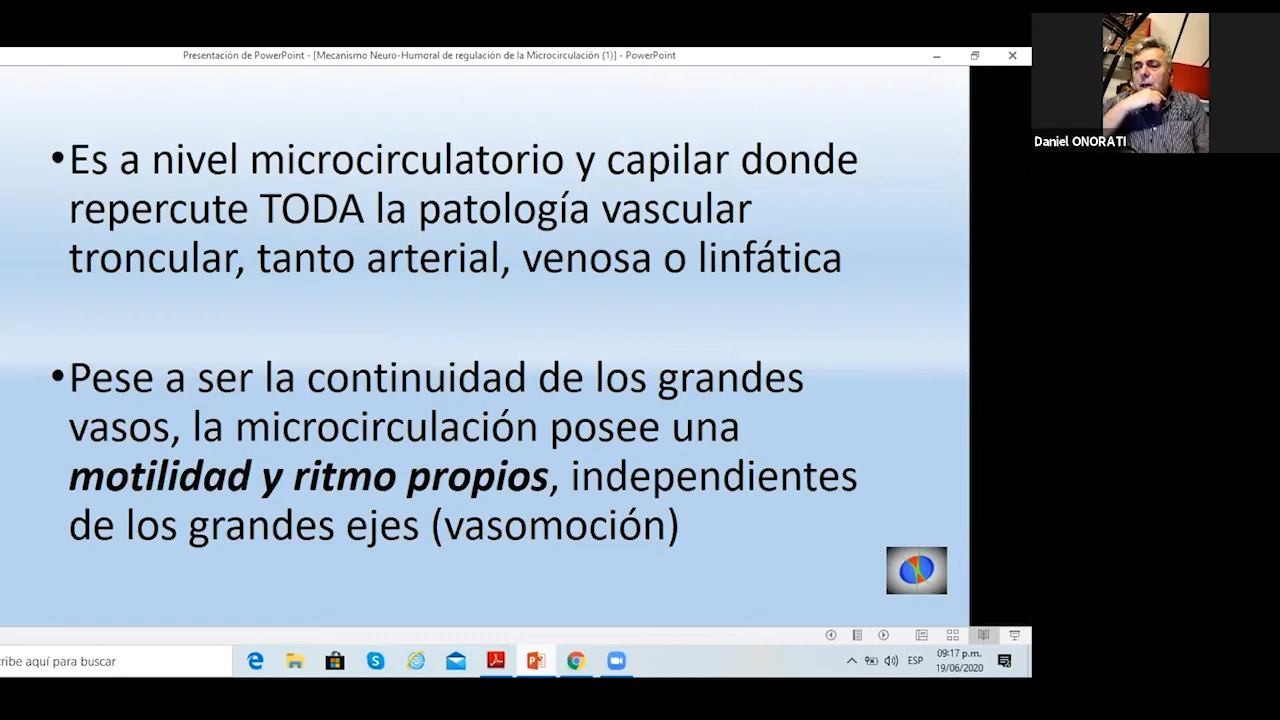 Presentación de PowerPoint - [Mecanismo Neuro-Humoral de regulación de la Microcirculación (1)] - PowerPoint
Daniel ONORATI
•Es a nivel microcirculatorio y capilar donde
repercute TODA la patología vascular
troncular, tanto arterial, venosa o linfática
•Pese a ser la continuidad de los grandes
vasos, la microcirculación posee una
motilidad y ritmo propios, independientes
de los grandes ejes (vasomoción)
cribe aquí para buscar
ESP
09:17 p.m.
19/06/2020